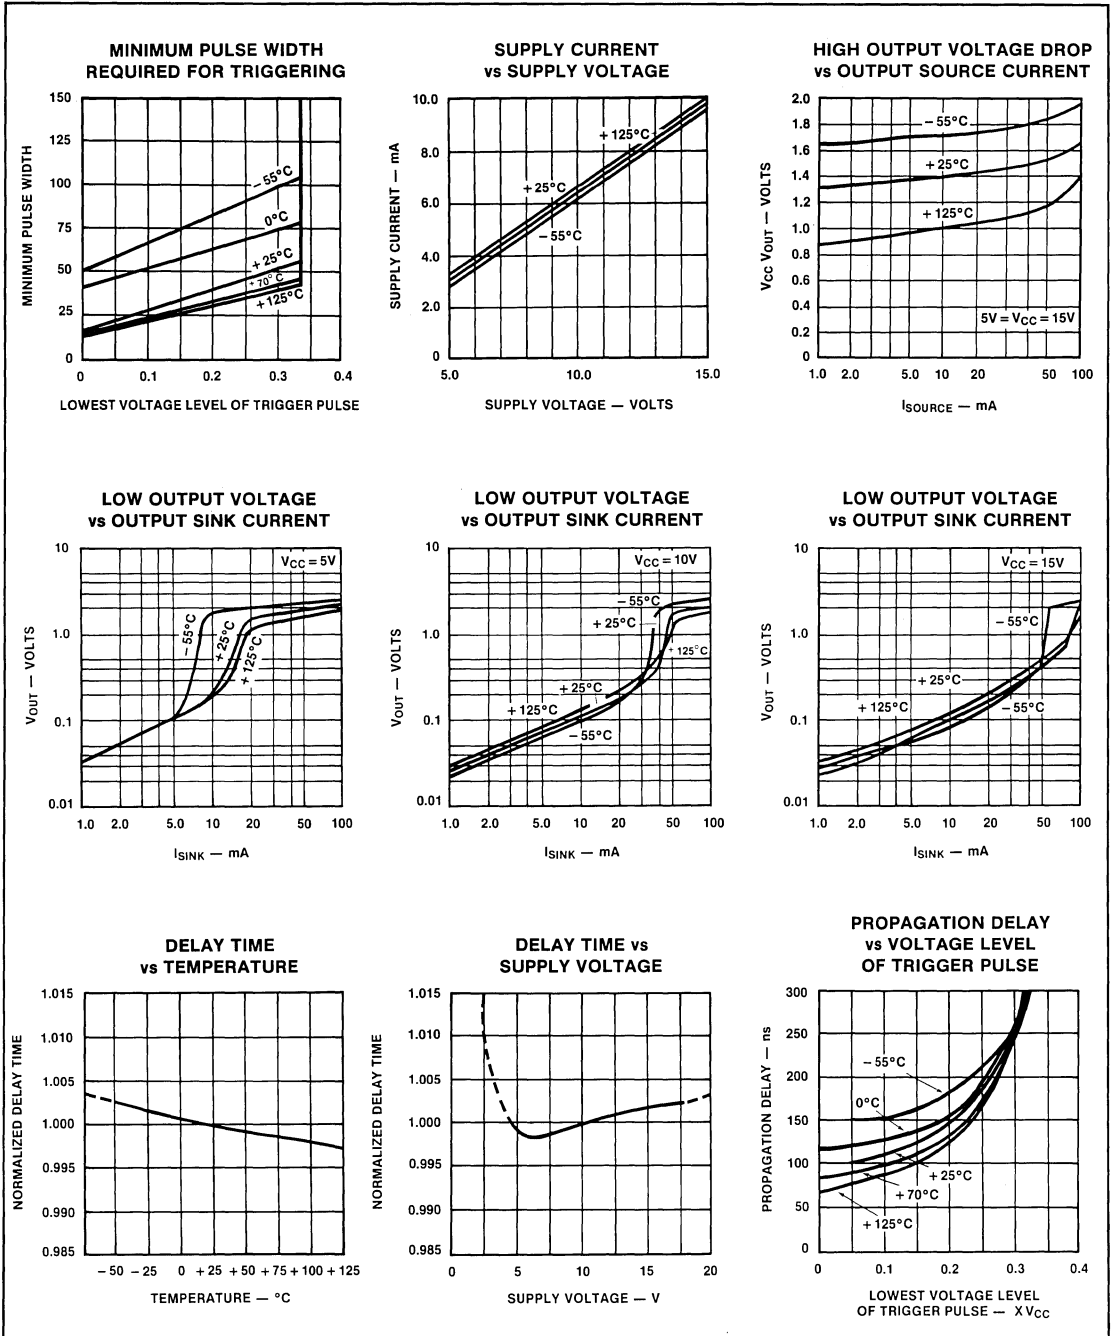 MINIMUM PULSE WIDTH
REQUIRED FOR TRIGGERING
150
125
100
75
50
25
0
MINIMUM PULSE WIDTH
−55°C
0°C
+25°C
+70°C
+125°C
0 0.1 0.2 0.3 0.4
LOWEST VOLTAGE LEVEL OF TRIGGER PULSE
SUPPLY CURRENT
vs SUPPLY VOLTAGE
10.0
8.0
6.0
4.0
2.0
0
SUPPLY CURRENT — mA
+125°C
+25°C
−55°C
5.0 10.0 15.0
SUPPLY VOLTAGE — VOLTS
HIGH OUTPUT VOLTAGE DROP
vs OUTPUT SOURCE CURRENT
2.0
1.8
1.6
1.4
1.2
1.0
0.8
0.6
0.4
0.2
0
VCC VOUT — VOLTS
−55°C
+25°C
+125°C
5V = VCC = 15V
1.0 2.0 5.0 10 20 50 100
ISOURCE — mA
LOW OUTPUT VOLTAGE
vs OUTPUT SINK CURRENT
10
1.0
0.1
0.01
VOUT — VOLTS
VCC = 5V
−55°C
+25°C
+125°C
1.0 2.0 5.0 10 20 50 100
ISINK — mA
LOW OUTPUT VOLTAGE
vs OUTPUT SINK CURRENT
10
1.0
0.1
0.01
VOUT — VOLTS
VCC = 10V
−55°C
+25°C
+125°C
+25°C
+125°C
−55°C
1.0 2.0 5.0 10 20 50 100
ISINK — mA
LOW OUTPUT VOLTAGE
vs OUTPUT SINK CURRENT
10
1.0
0.1
0.01
VOUT — VOLTS
VCC = 15V
−55°C
+25°C
+125°C
−55°C
1.0 2.0 5.0 10 20 50 100
ISINK — mA
DELAY TIME
vs TEMPERATURE
1.015
1.010
1.005
1.000
0.995
0.990
0.985
NORMALIZED DELAY TIME
−50 −25 0 +25 +50 +75 +100 +125
TEMPERATURE — °C
DELAY TIME vs
SUPPLY VOLTAGE
1.015
1.010
1.005
1.000
0.995
0.990
0.985
NORMALIZED DELAY TIME
0 5 10 15 20
SUPPLY VOLTAGE — V
PROPAGATION DELAY
vs VOLTAGE LEVEL
OF TRIGGER PULSE
300
250
200
150
100
50
0
PROPAGATION DELAY — ns
−55°C
0°C
+25°C
+70°C
+125°C
0 0.1 0.2 0.3 0.4
LOWEST VOLTAGE LEVEL
OF TRIGGER PULSE — X VCC